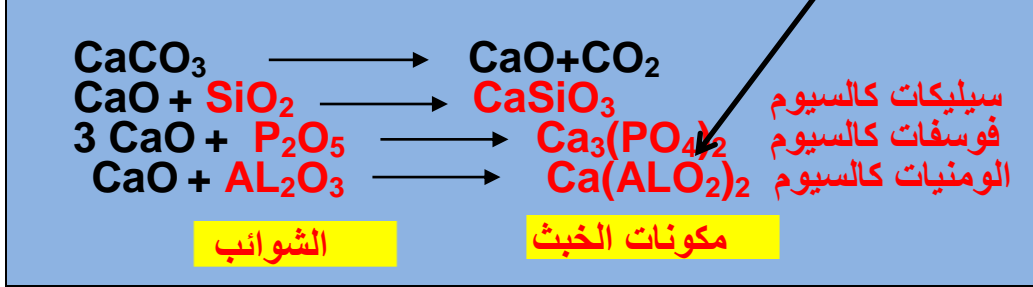 CaCO₃ ⟶ CaO+CO₂
CaO + SiO₂ ⟶ CaSiO₃ سيليكات كالسيوم
3 CaO + P₂O₅ ⟶ Ca₃(PO₄)₂ فوسفات كالسيوم
CaO + AL₂O₃ ⟶ Ca(ALO₂)₂ الومنيات كالسيوم
مكونات الخبث الشوائب